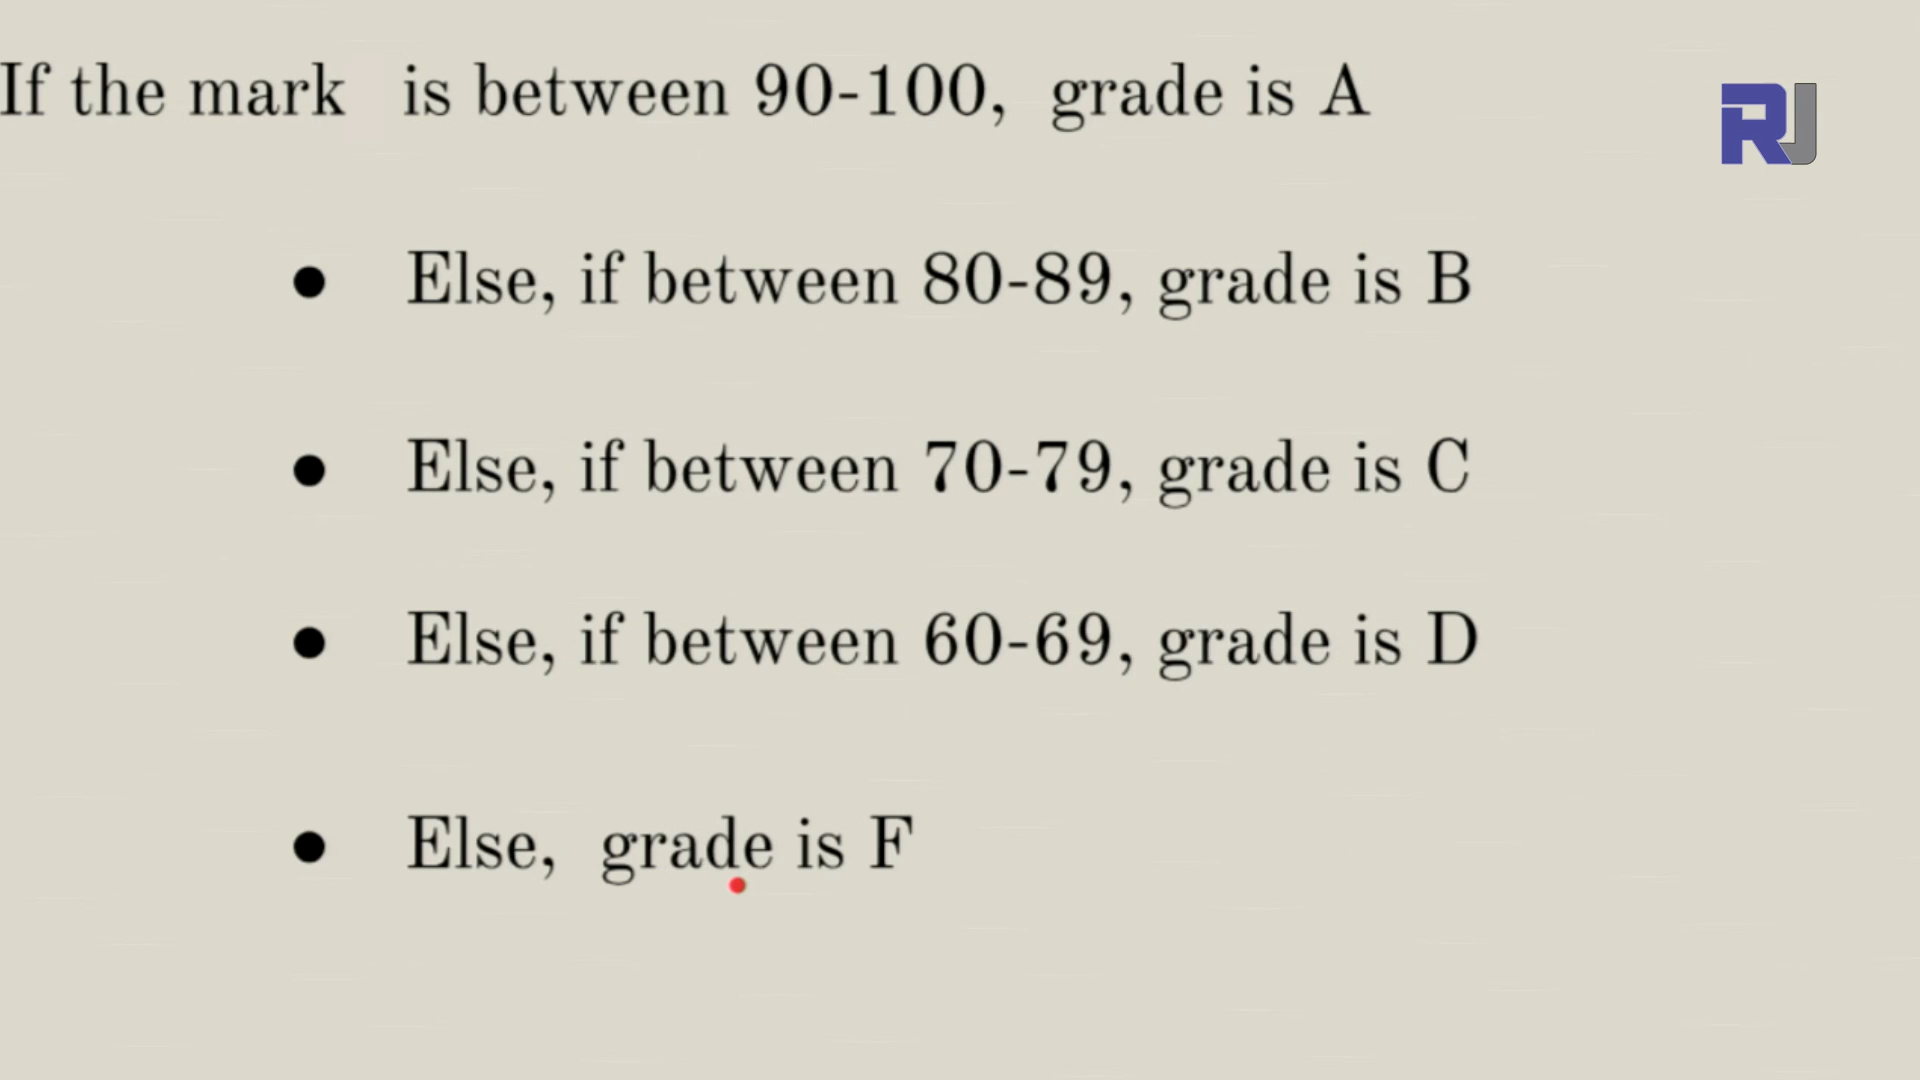 If the mark is between 90-100, grade is A
RJ
● Else, if between 80-89, grade is B
● Else, if between 70-79, grade is C
● Else, if between 60-69, grade is D
● Else, grade is F